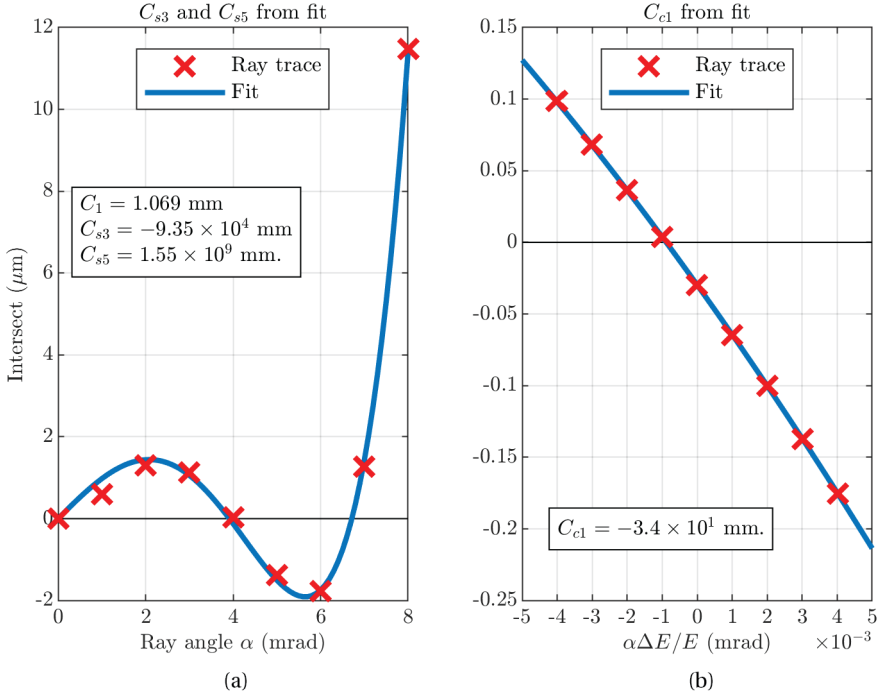 C_{s3} and C_{s5} from fit
12
10
8
6
4
2
0
-2
Intersect (μm)
Ray trace
Fit
C_1 = 1.069 mm
C_{s3} = −9.35 × 10^4 mm
C_{s5} = 1.55 × 10^9 mm.
0 2 4 6 8
Ray angle α (mrad)
(a)
C_{c1} from fit
0.15
0.1
0.05
0
-0.05
-0.1
-0.15
-0.2
-0.25
Ray trace
Fit
C_{c1} = −3.4 × 10^1 mm.
-5 -4 -3 -2 -1 0 1 2 3 4 5
αΔE/E (mrad) ×10^{−3}
(b)